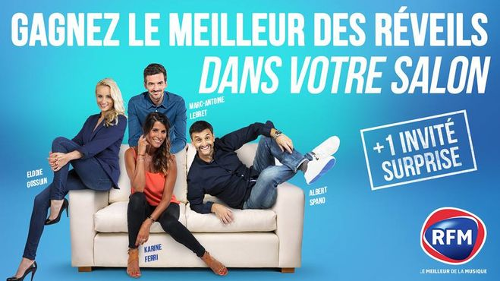 GAGNEZ LE MEILLEUR DES RÉVEILS
DANS VOTRE SALON
MARC-ANTOINE
LEBRET
ELODIE
GOSSUIN
+1 INVITÉ
SURPRISE
ALBERT
SPANO
KARINE
FERRI
RFM
LE MEILLEUR DE LA MUSIQUE